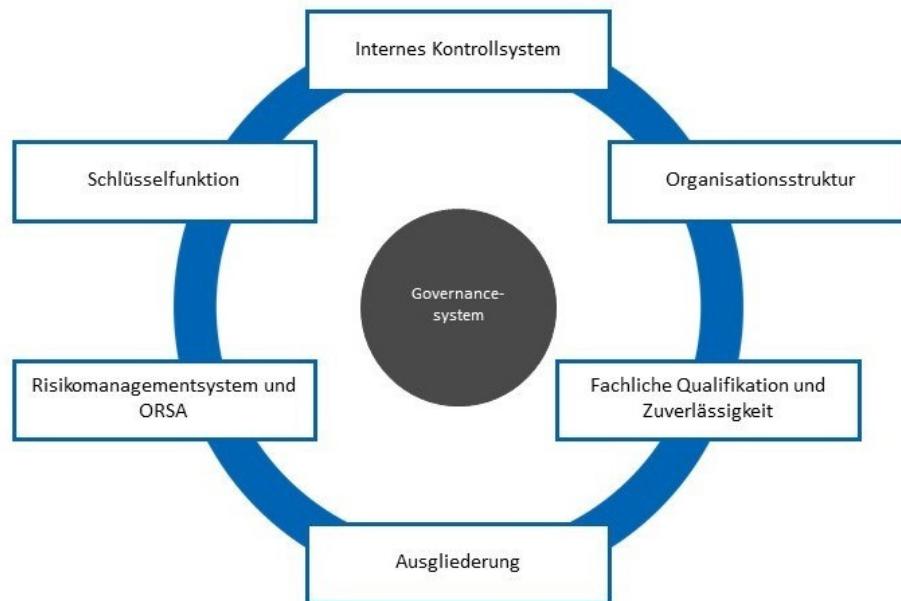 Internes Kontrollsystem
Schlüsselfunktion
Organisationsstruktur
Governance-
system
Risikomanagementsystem und
ORSA
Fachliche Qualifikation und
Zuverlässigkeit
Ausgliederung